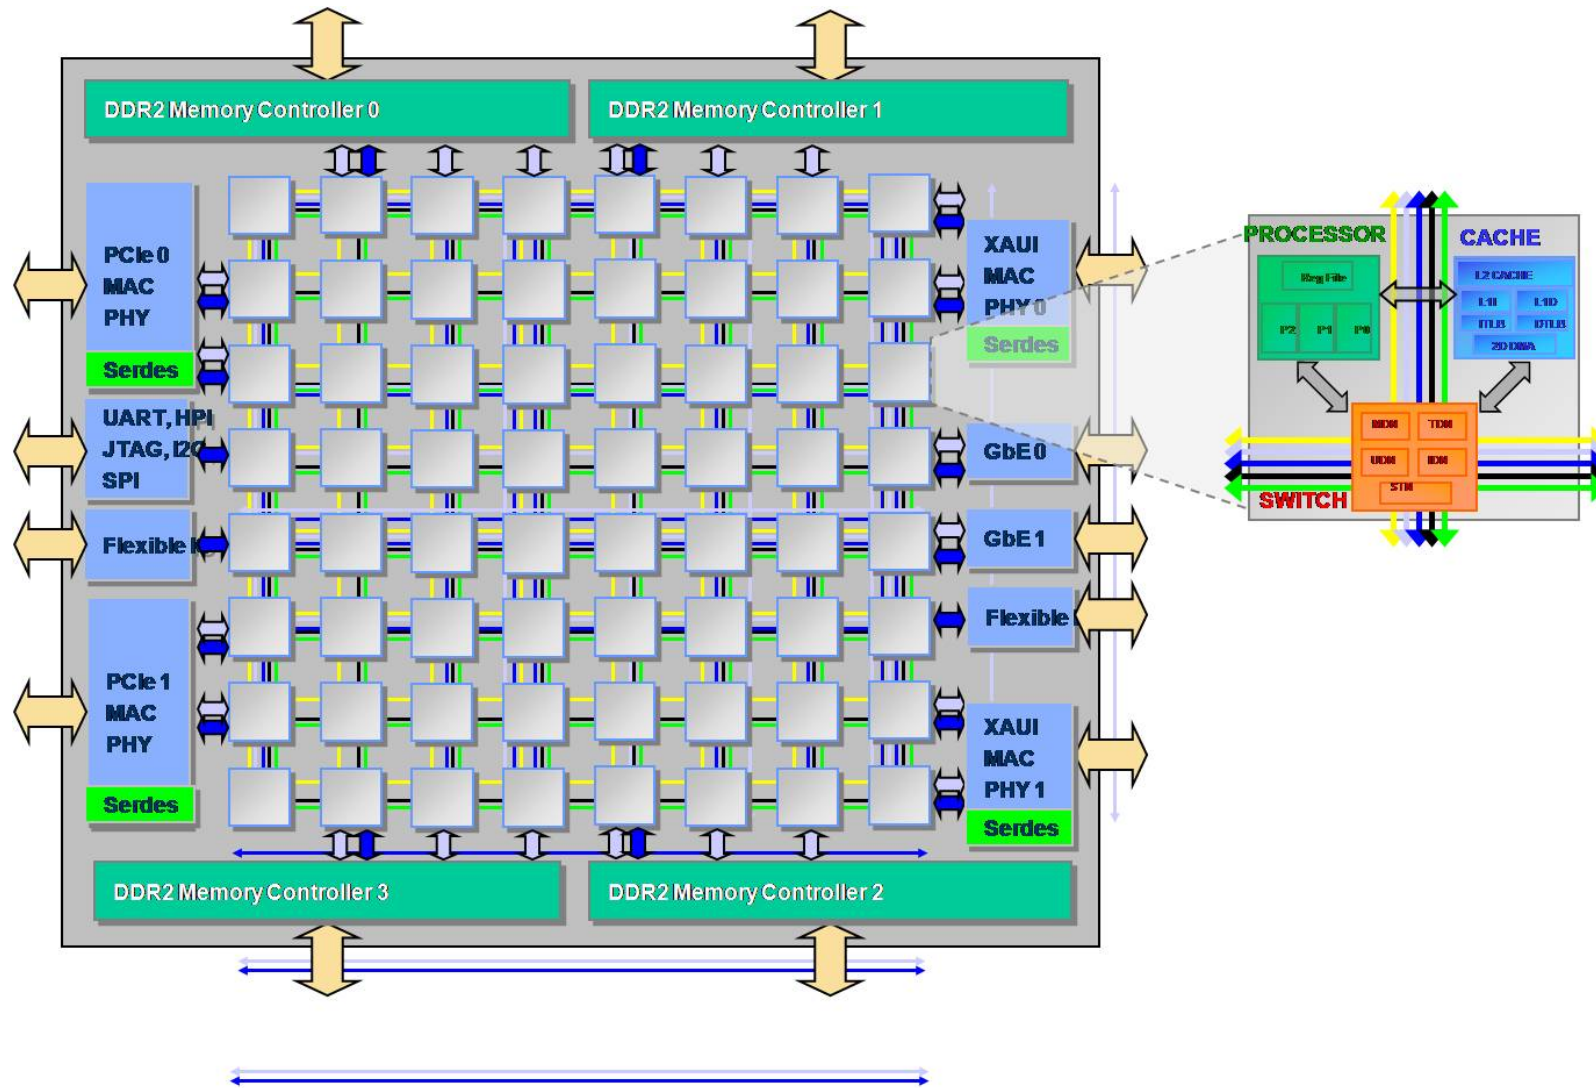 DDR2 Memory Controller 0
DDR2 Memory Controller 1
PCIe 0
MAC
PHY
Serdes
UART, HPI
JTAG, I2C
SPI
Flexible
PCIe 1
MAC
PHY
Serdes
XAUI
MAC
PHY 0
Serdes
GbE 0
GbE 1
Flexible
XAUI
MAC
PHY 1
Serdes
DDR2 Memory Controller 3
DDR2 Memory Controller 2
PROCESSOR
CACHE
Reg File
P2
P1
P0
L2 CACHE
L1I
L1D
ITLB
DTLB
2D DMA
MDN
TDN
UDN
IDN
STN
SWITCH